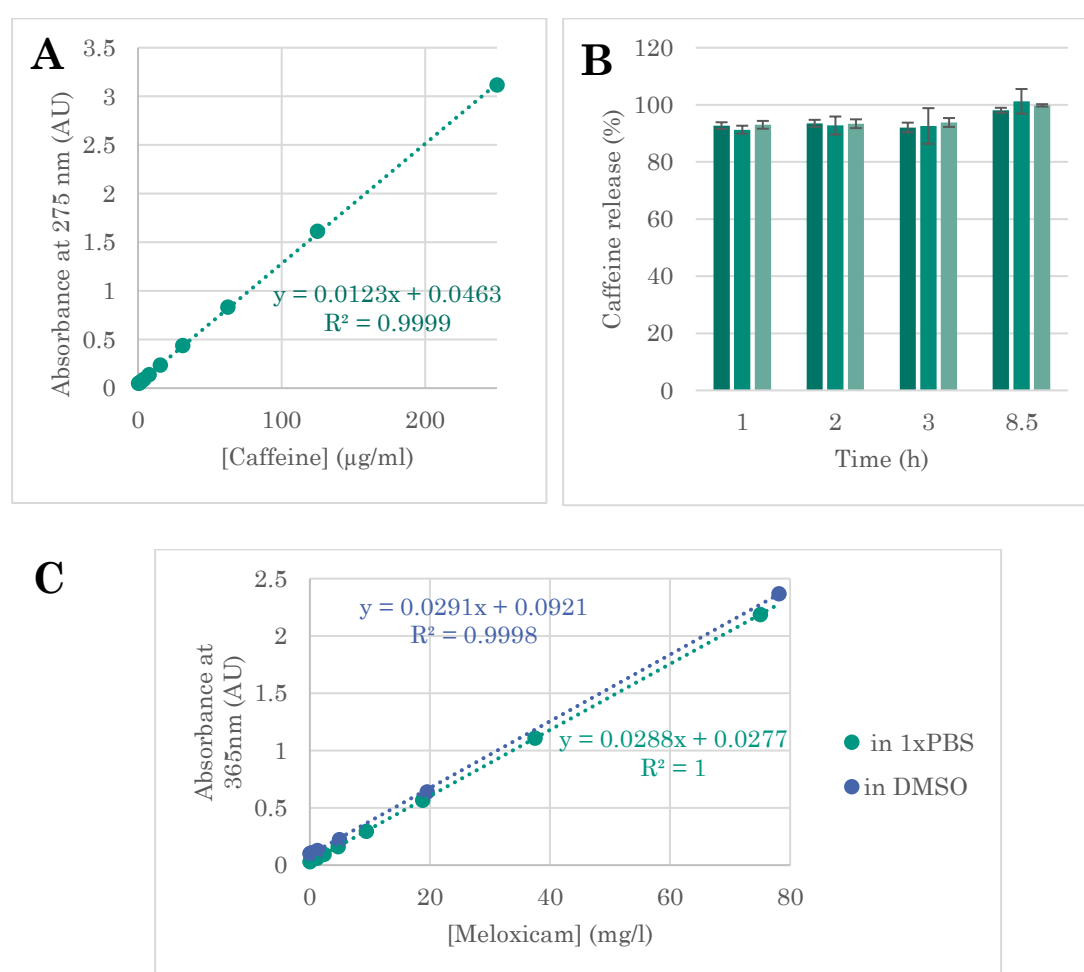 A
3.5
3
2.5
2
1.5
1
0.5
0
0
100
200
Absorbance at 275 nm (AU)
[Caffeine] (µg/ml)
y = 0.0123x + 0.0463
R² = 0.9999
B
120
100
80
60
40
20
0
1
2
3
8.5
Caffeine release (%)
Time (h)
C
2.5
2
1.5
1
0.5
0
0
20
40
60
80
Absorbance at
365nm (AU)
[Meloxicam] (mg/l)
y = 0.0291x + 0.0921
R² = 0.9998
y = 0.0288x + 0.0277
R² = 1
in 1xPBS
in DMSO